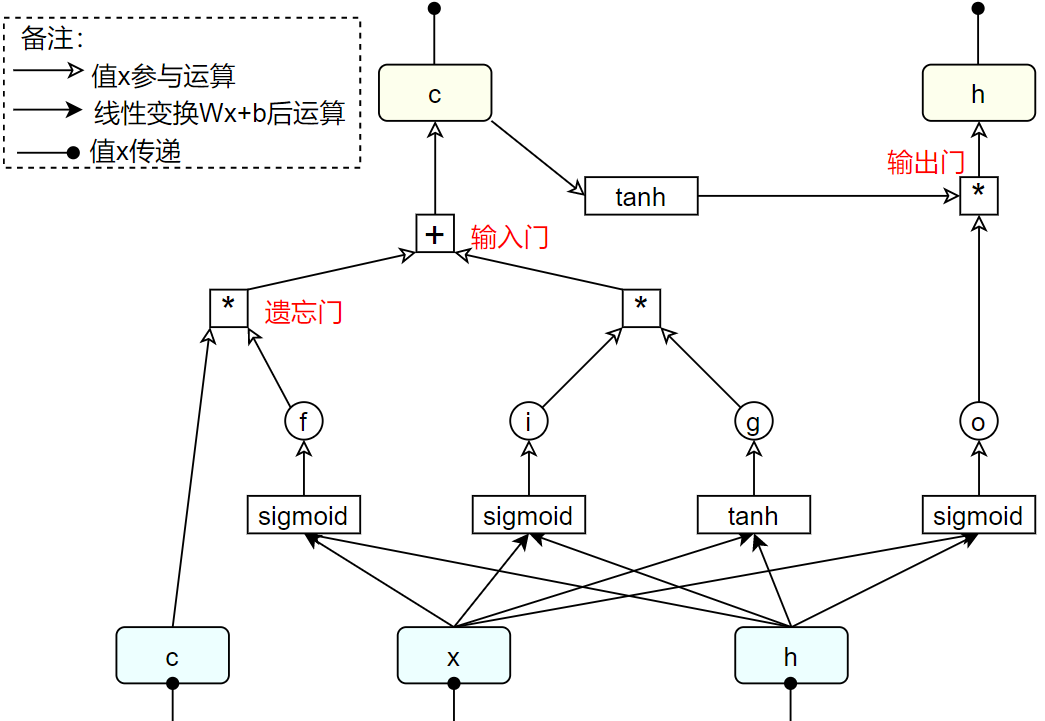 备注:
值x参与运算
线性变换Wx+b后运算
值x传递
c
h
输出门
tanh
*
+
输入门
*
遗忘门
*
f
i
g
o
sigmoid
sigmoid
tanh
sigmoid
c
x
h